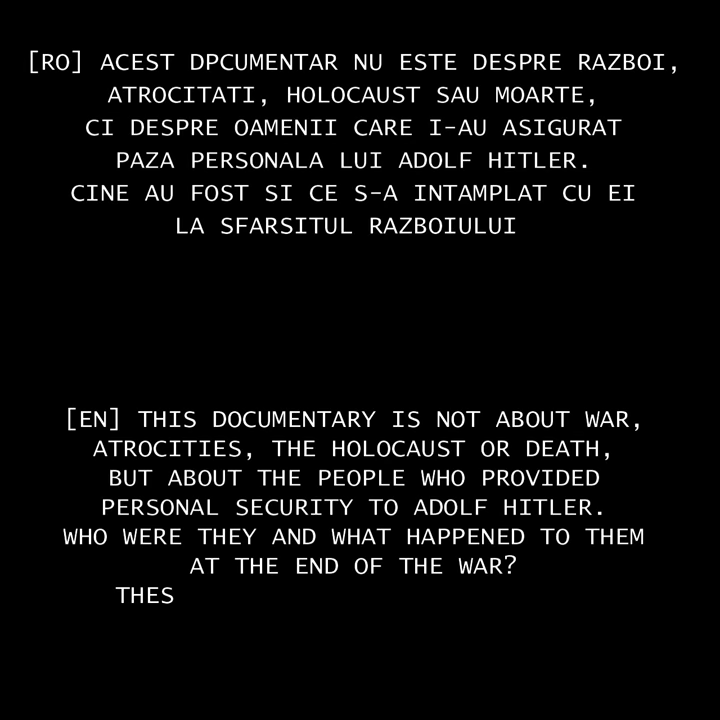 [RO] ACEST DPCUMENTAR NU ESTE DESPRE RAZBOI,
ATROCITATI, HOLOCAUST SAU MOARTE,
CI DESPRE OAMENII CARE I-AU ASIGURAT
PAZA PERSONALA LUI ADOLF HITLER.
CINE AU FOST SI CE S-A INTAMPLAT CU EI
LA SFARSITUL RAZBOIULUI
[EN] THIS DOCUMENTARY IS NOT ABOUT WAR,
ATROCITIES, THE HOLOCAUST OR DEATH,
BUT ABOUT THE PEOPLE WHO PROVIDED
PERSONAL SECURITY TO ADOLF HITLER.
WHO WERE THEY AND WHAT HAPPENED TO THEM
AT THE END OF THE WAR?
THES